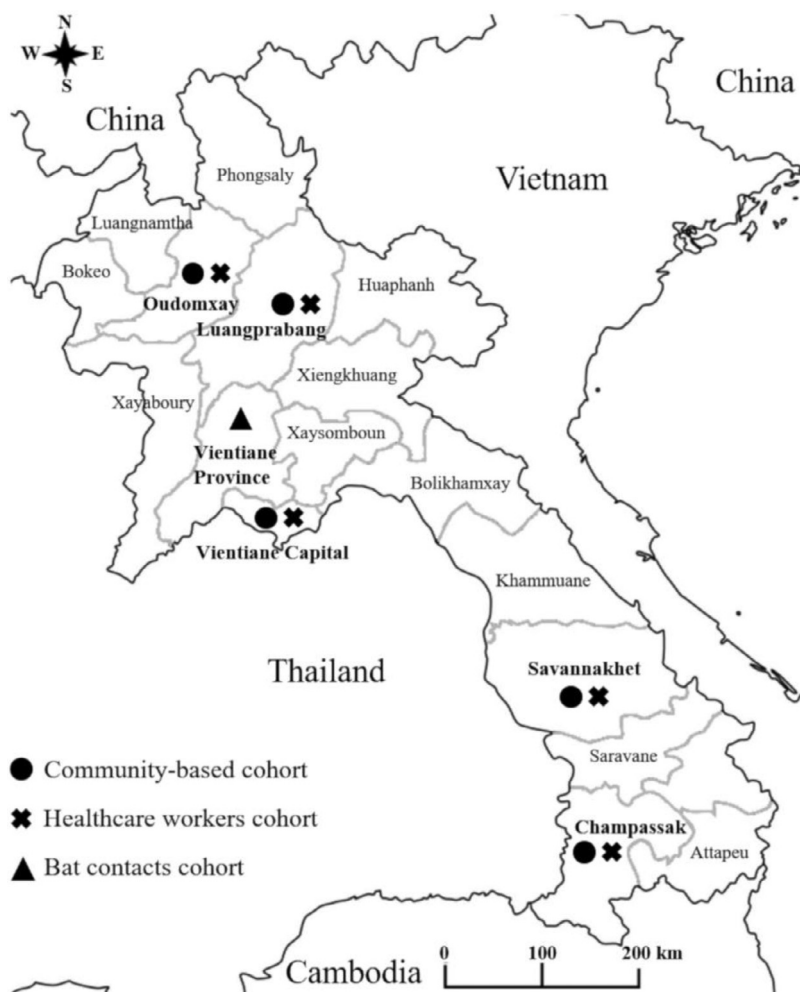 N
W E
S
China
China
Phongsaly
Vietnam
Luangnamtha
Bokeo
Huaphanh
Oudomxay
Luangprabang
Xiengkhuang
Xayaboury
Xaysomboun
Vientiane
Province
Bolikhamxay
Vientiane Capital
Khammuane
Thailand
Savannakhet
Saravane
Community-based cohort
Healthcare workers cohort
Bat contacts cohort
Champassak
Attapeu
0 100 200 km
Cambodia